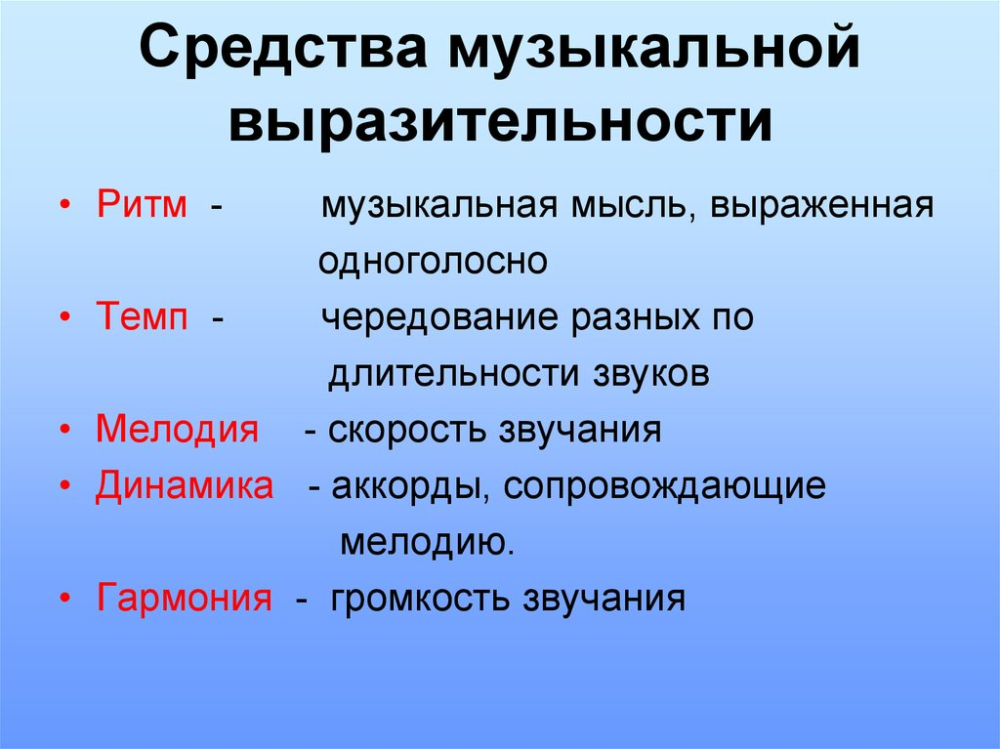 Средства музыкальной
выразительности
• Ритм - музыкальная мысль, выраженная
одноголосно
• Темп - чередование разных по
длительности звуков
• Мелодия - скорость звучания
• Динамика - аккорды, сопровождающие
мелодию.
• Гармония - громкость звучания